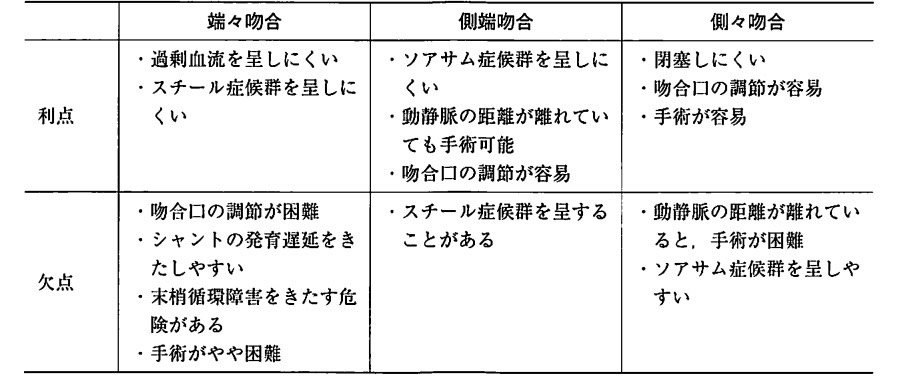 端々吻合
側端吻合
側々吻合
利点
・過剰血流を呈しにくい
・スチール症候群を呈しに
くい
・ソアサム症候群を呈しに
くい
・動静脈の距離が離れてい
ても手術可能
・吻合口の調節が容易
・閉塞しにくい
・吻合口の調節が容易
・手術が容易
欠点
・吻合口の調節が困難
・シャントの発育遅延をき
たしやすい
・末梢循環障害をきたす危
険がある
・手術がやや困難
・スチール症候群を呈する
ことがある
・動静脈の距離が離れてい
ると，手術が困難
・ソアサム症候群を呈しや
すい